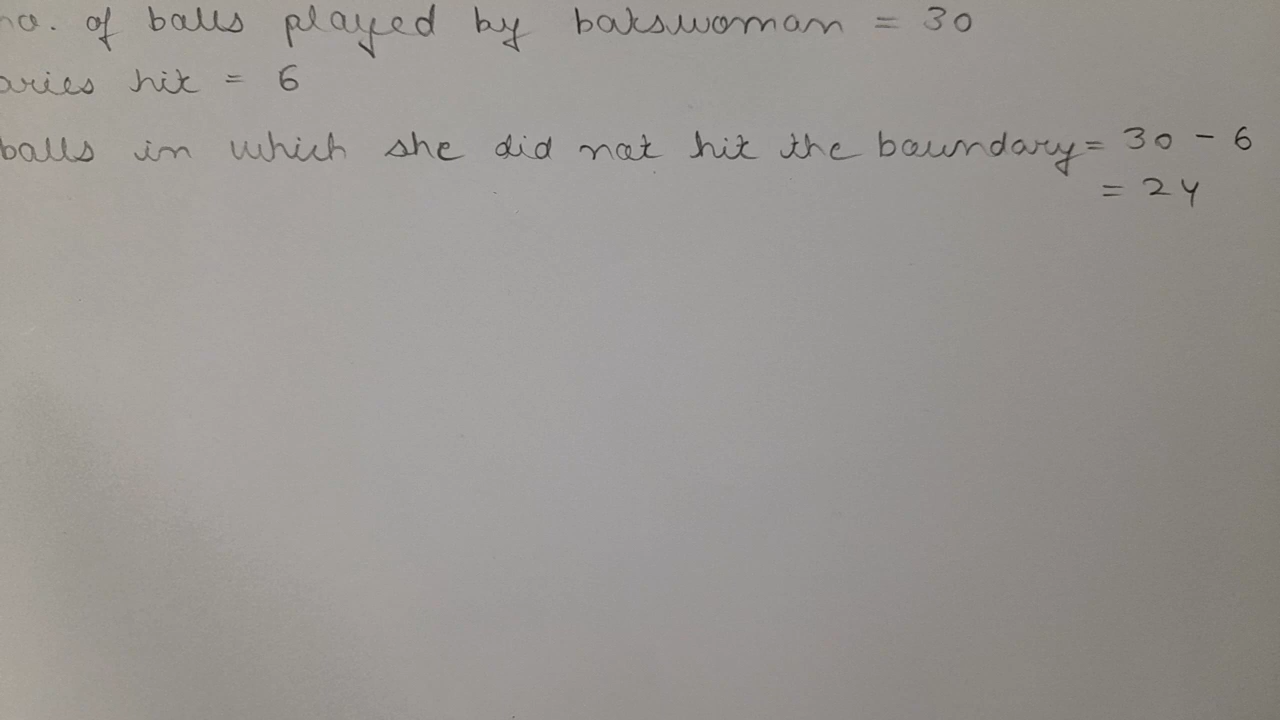 no. of balls played by batswoman = 30
aries hit = 6
balls in which she did not hit the boundary = 30 - 6
= 24